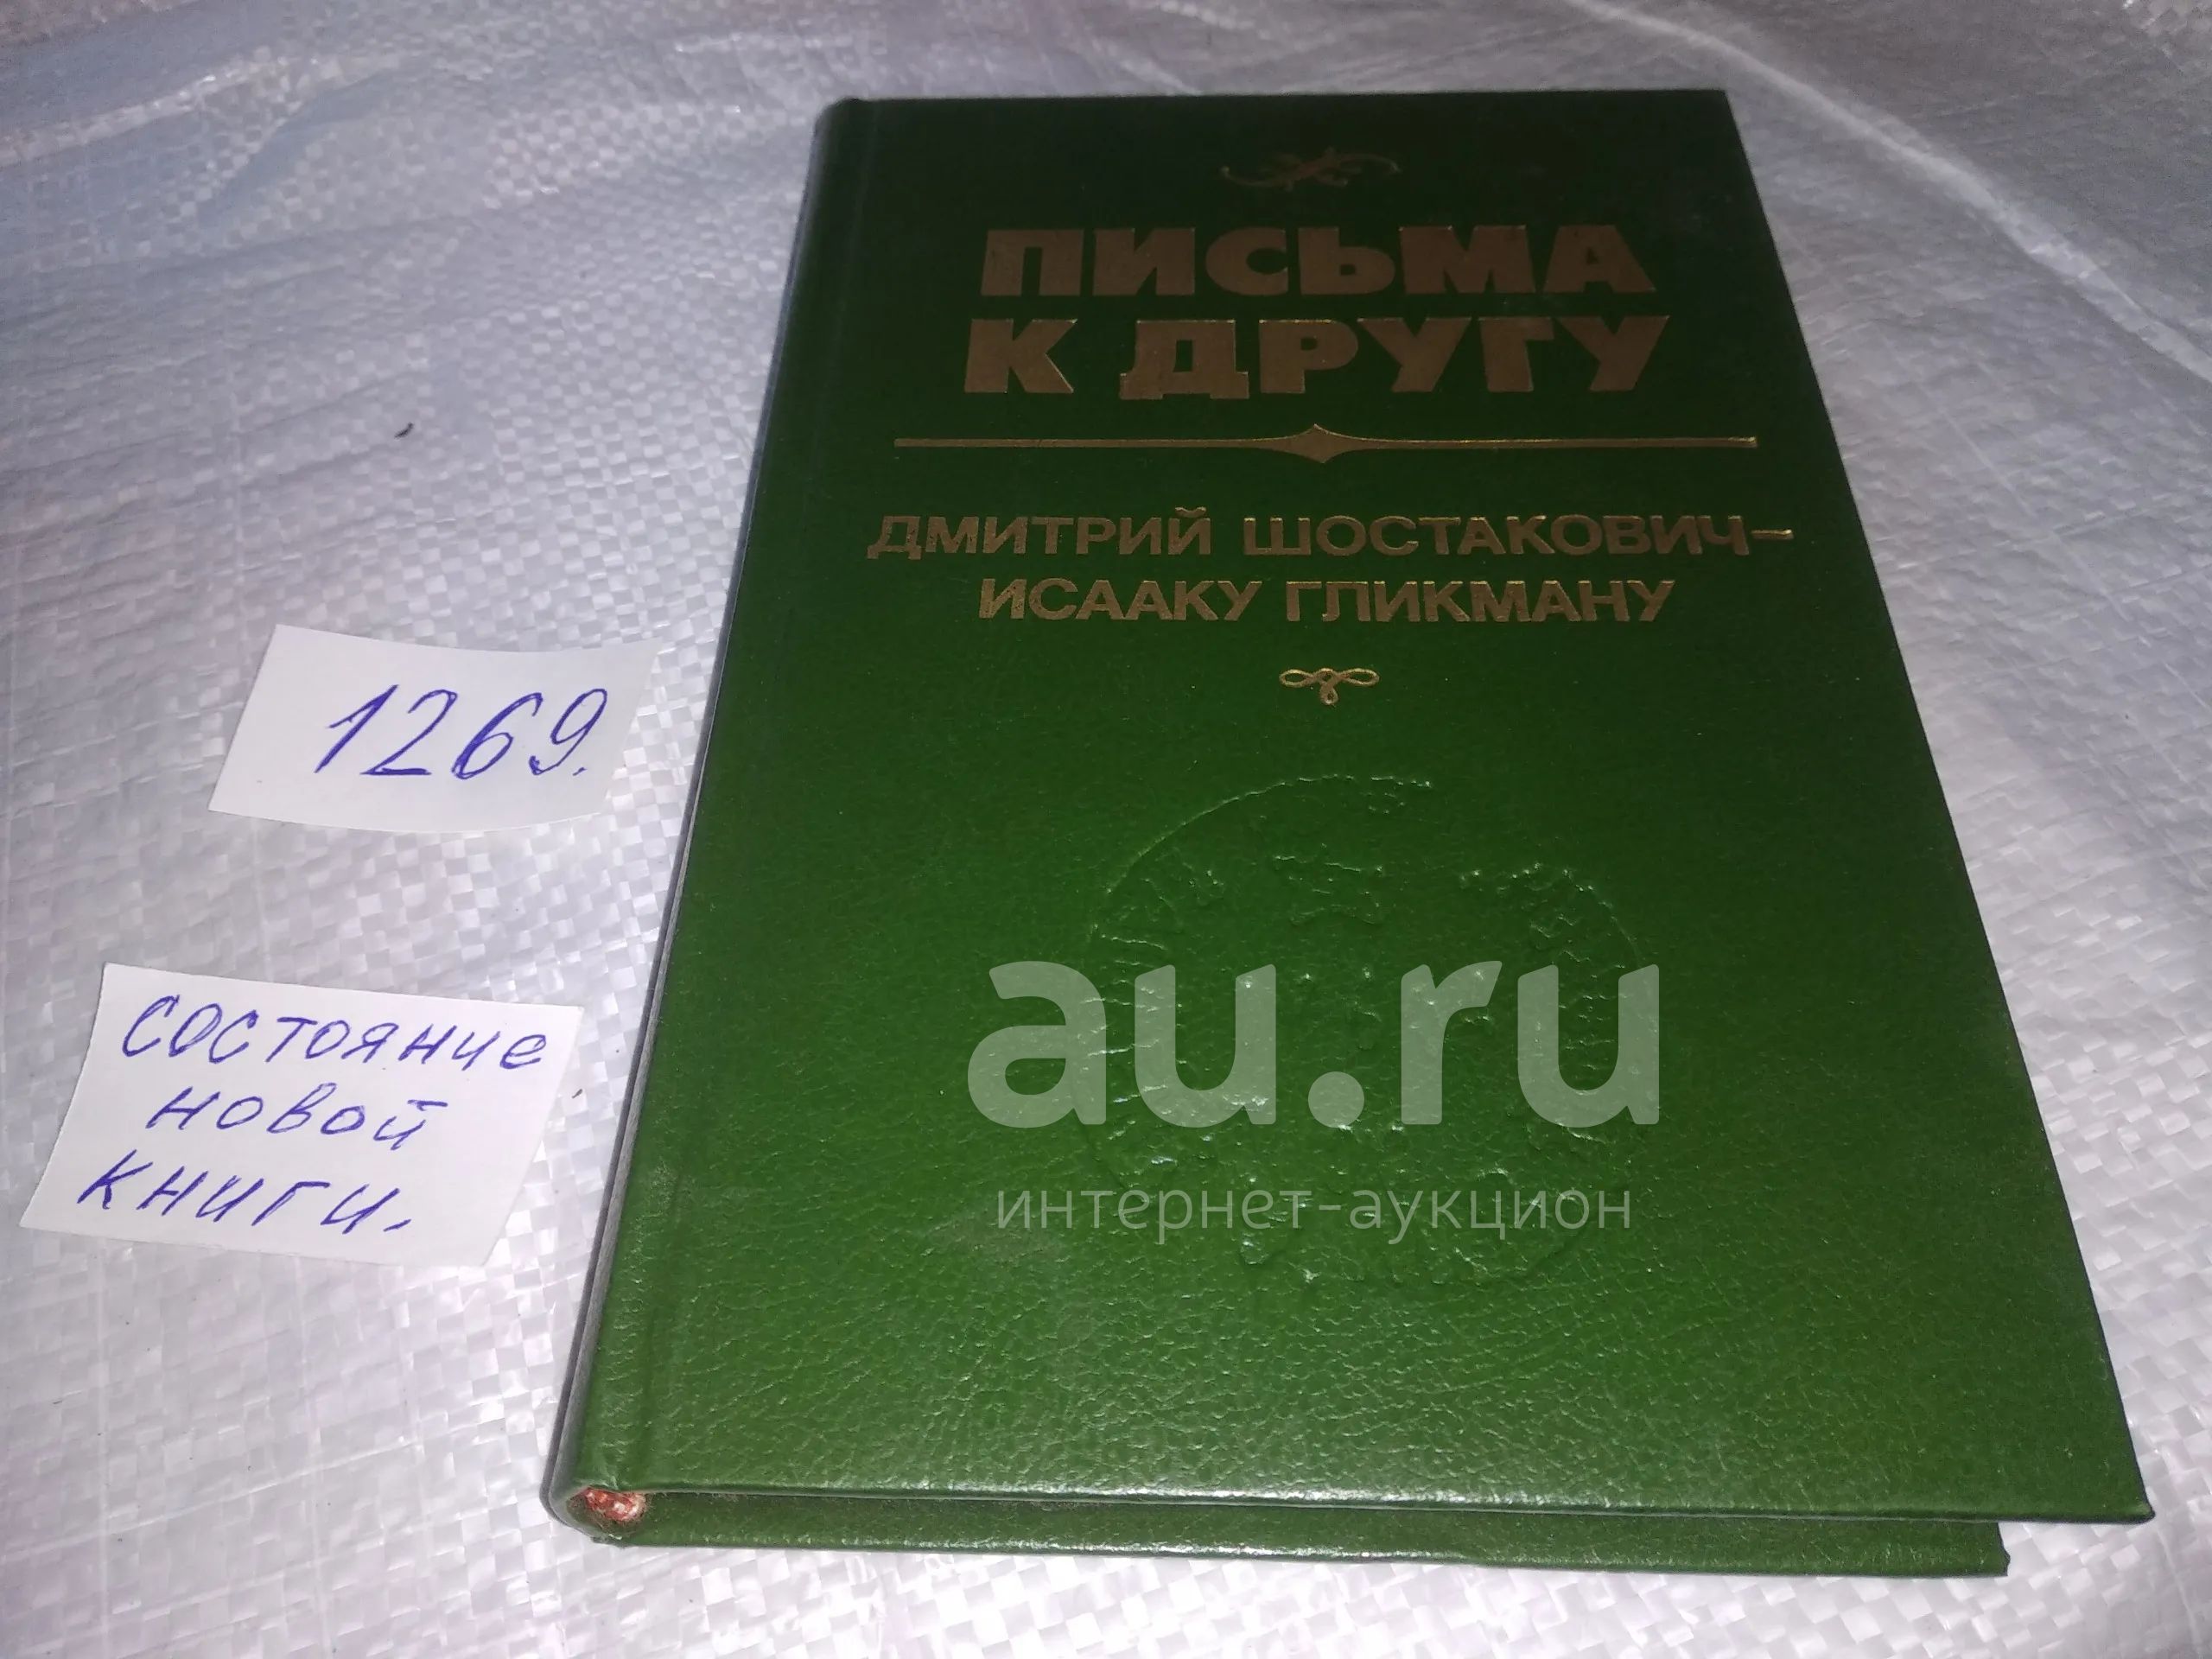 ПИСЬМА
К ДРУГУ
ДМИТРИЙ ШОСТАКОВИЧ-
ИСААКУ ГЛИКМАНУ
1269.
состояние
новой
книги.
au.ru
интернет-аукцион